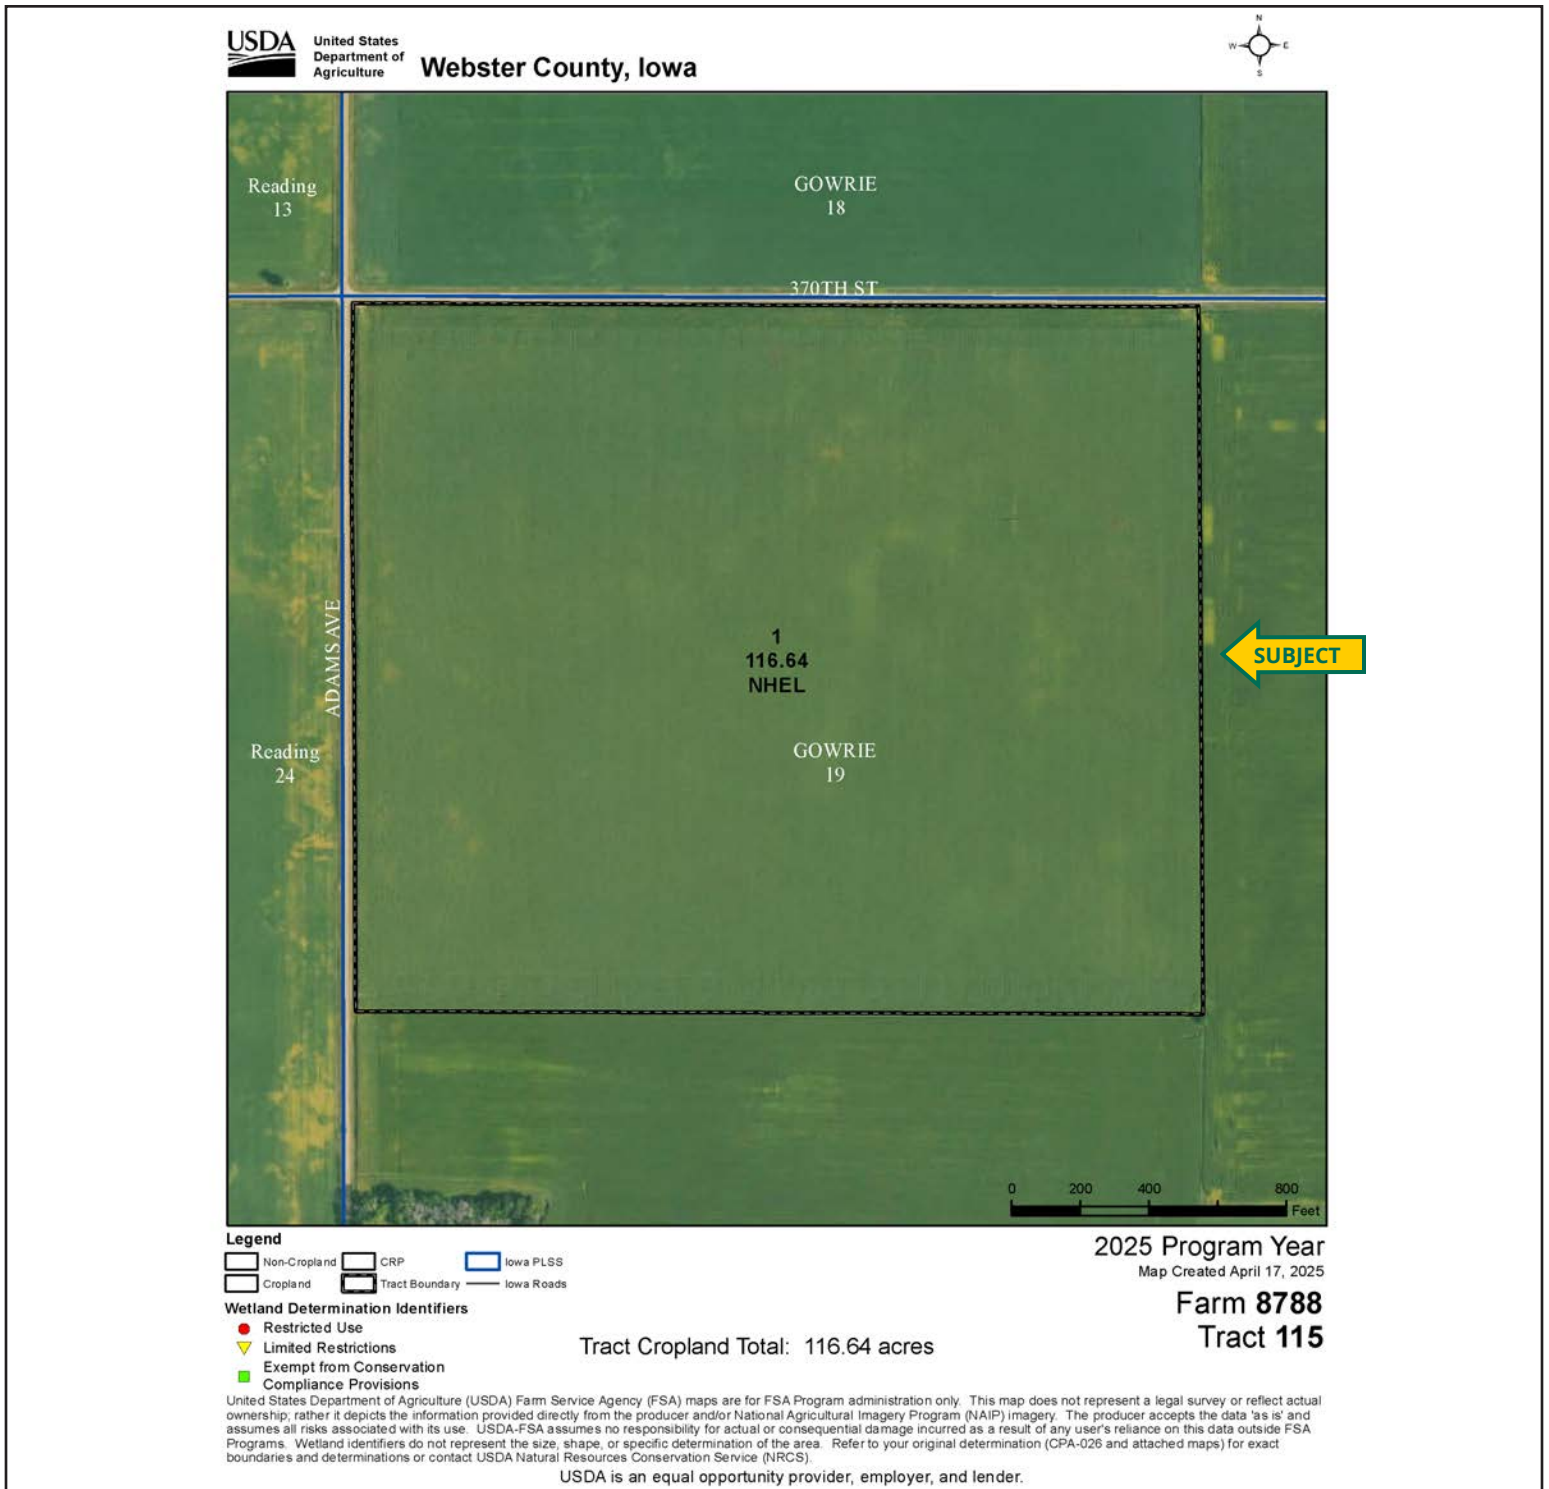 USDA
United States
Department of
Agriculture
Webster County, Iowa
N
W
E
S
Reading
13
GOWRIE
18
370TH ST
ADAMS AVE
1
116.64
NHEL
SUBJECT
Reading
24
GOWRIE
19
0 200 400 800
Feet
Legend
Non-Cropland
CRP
Iowa PLSS
Cropland
Tract Boundary
Iowa Roads
Wetland Determination Identifiers
Restricted Use
Limited Restrictions
Exempt from Conservation
Compliance Provisions
Tract Cropland Total: 116.64 acres
2025 Program Year
Map Created April 17, 2025
Farm 8788
Tract 115
United States Department of Agriculture (USDA) Farm Service Agency (FSA) maps are for FSA Program administration only. This map does not represent a legal survey or reflect actual
ownership; rather it depicts the information provided directly from the producer and/or National Agricultural Imagery Program (NAIP) imagery. The producer accepts the data 'as is' and
assumes all risks associated with its use. USDA-FSA assumes no responsibility for actual or consequential damage incurred as a result of any user's reliance on this data outside FSA
Programs. Wetland identifiers do not represent the size, shape, or specific determination of the area. Refer to your original determination (CPA-026 and attached maps) for exact
boundaries and determinations or contact USDA Natural Resources Conservation Service (NRCS).
USDA is an equal opportunity provider, employer, and lender.